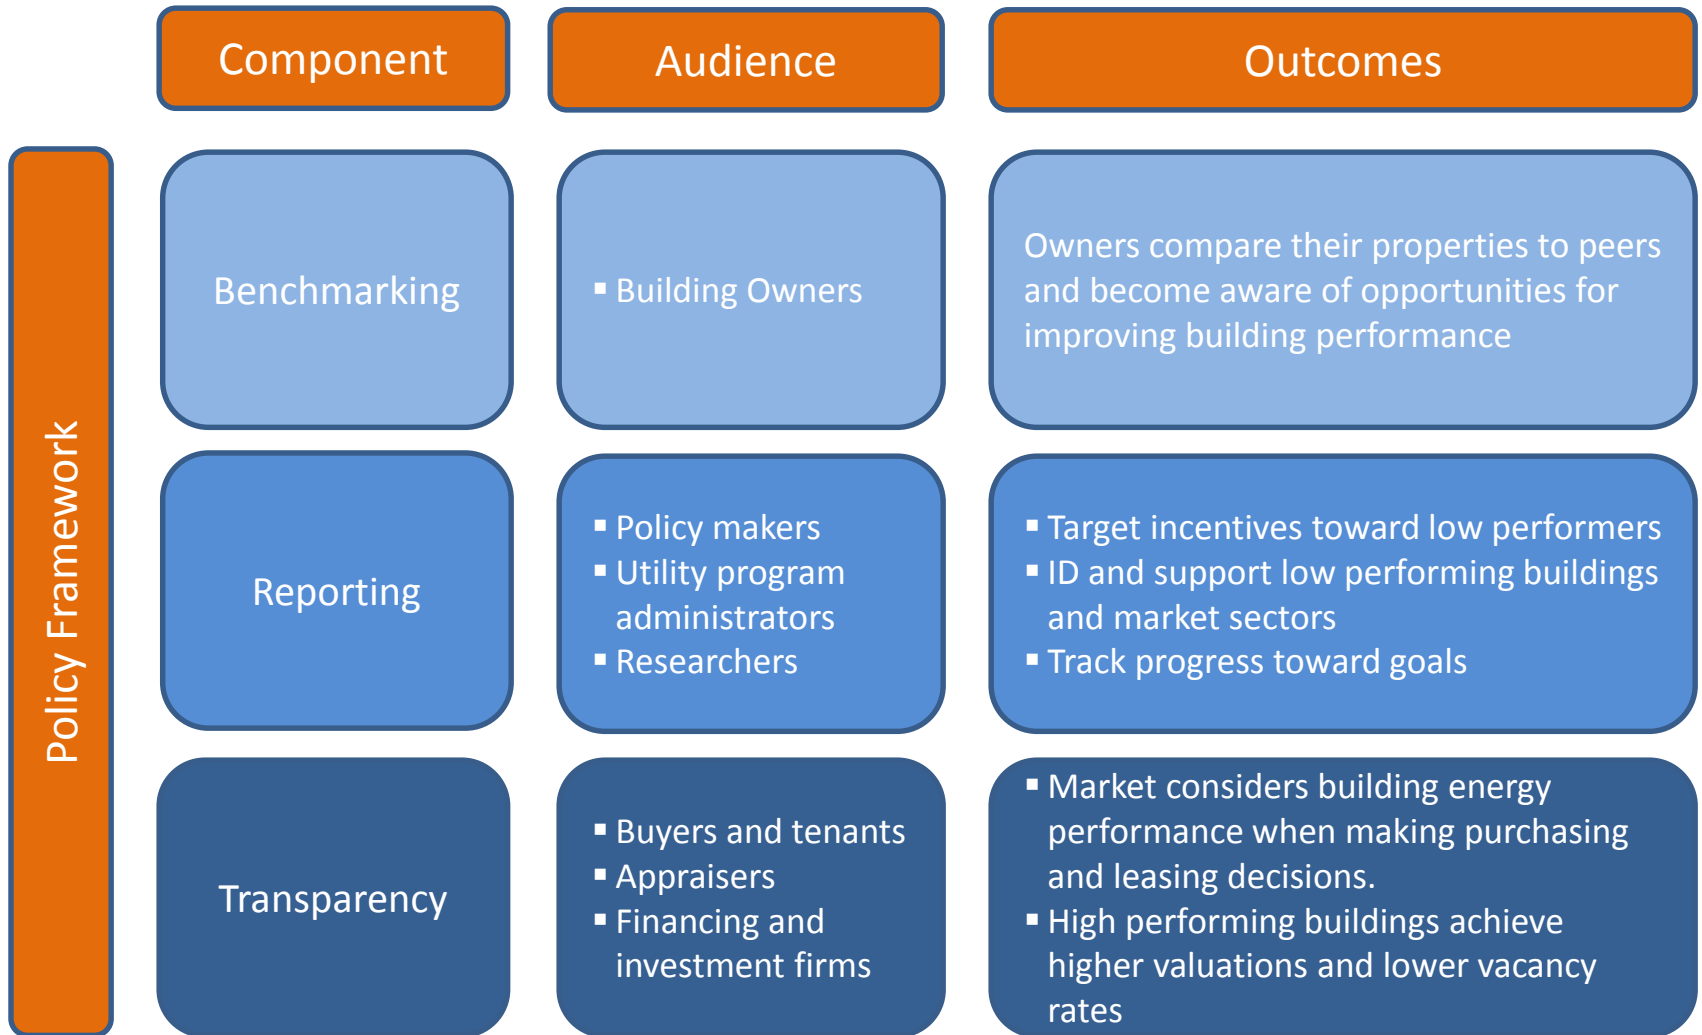 Component
Audience
Outcomes
Policy Framework
Benchmarking
▪ Building Owners
Owners compare their properties to peers
and become aware of opportunities for
improving building performance
Reporting
▪ Policy makers
▪ Utility program
administrators
▪ Researchers
▪ Target incentives toward low performers
▪ ID and support low performing buildings
and market sectors
▪ Track progress toward goals
Transparency
▪ Buyers and tenants
▪ Appraisers
▪ Financing and
investment firms
▪ Market considers building energy
performance when making purchasing
and leasing decisions.
▪ High performing buildings achieve
higher valuations and lower vacancy
rates